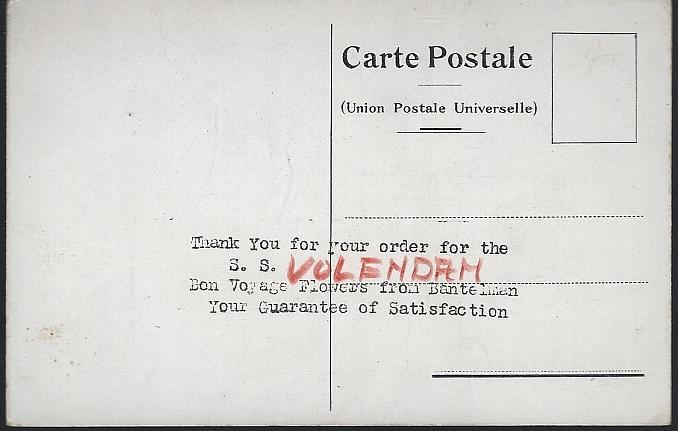 Carte Postale
(Union Postale Universelle)
Thank You for your order for the
S. S. VOLENDAM
Bon Voyage Flowers from Bantelman
Your Guarantee of Satisfaction